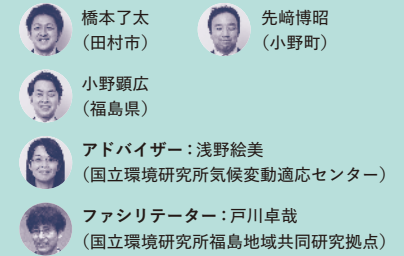 橋本了太
（田村市）
先﨑博昭
（小野町）
小野顕広
（福島県）
アドバイザー：浅野絵美
（国立環境研究所気候変動適応センター）
ファシリテーター：戸川卓哉
（国立環境研究所福島地域共同研究拠点）